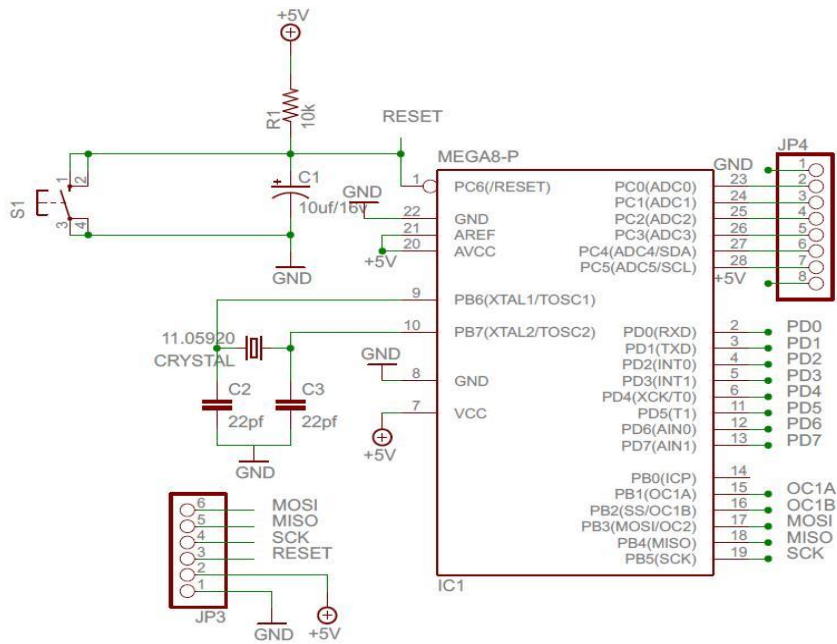 +5V
R1
10k
RESET
S1
1
2
3
4
+
C1
10uf/16v
GND
MEGA8-P
IC1
GND
1
PC6(/RESET)
22
GND
21
AREF
20
AVCC
+5V
9
PB6(XTAL1/TOSC1)
10
PB7(XTAL2/TOSC2)
8
GND
7
VCC
GND
+5V
11.05920
CRYSTAL
C2
22pf
C3
22pf
GND
PC0(ADC0)
23
PC1(ADC1)
24
PC2(ADC2)
25
PC3(ADC3)
26
PC4(ADC4/SDA)
27
PC5(ADC5/SCL)
28
GND
+5V
JP4
1
2
3
4
5
6
7
8
PD0(RXD)
2
PD0
PD1(TXD)
3
PD1
PD2(INT0)
4
PD2
PD3(INT1)
5
PD3
PD4(XCK/T0)
6
PD4
PD5(T1)
11
PD5
PD6(AIN0)
12
PD6
PD7(AIN1)
13
PD7
PB0(ICP)
14
PB1(OC1A)
15
OC1A
PB2(SS/OC1B)
16
OC1B
PB3(MOSI/OC2)
17
MOSI
PB4(MISO)
18
MISO
PB5(SCK)
19
SCK
6
MOSI
5
MISO
4
SCK
3
RESET
2
1
JP3
GND
+5V